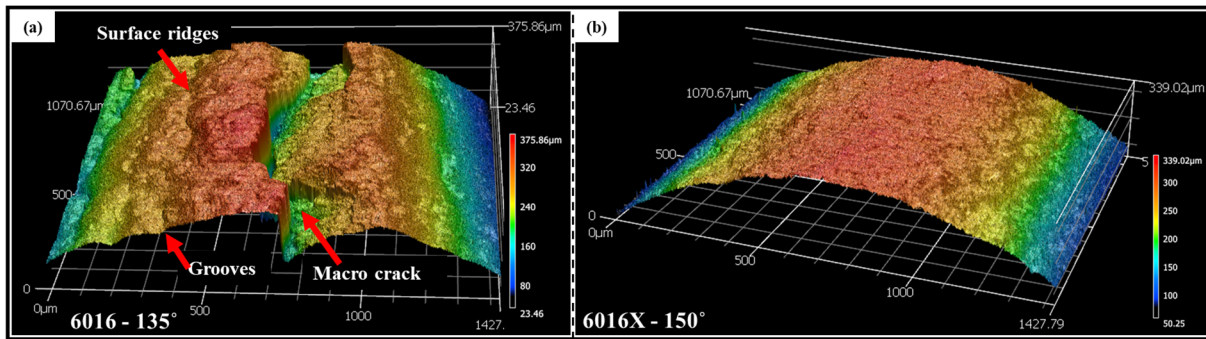 (a)
Surface ridges
375.86µm
1070.67µm
23.46
375.86µm
320
240
160
80
23.46
500
0
0µm
500
1000
1427.
Grooves
Macro crack
6016 - 135°
(b)
1070.67µm
339.02µm
500
0
0µm
500
1000
1427.79
5
339.02µm
300
200
100
50.25
6016X - 150°